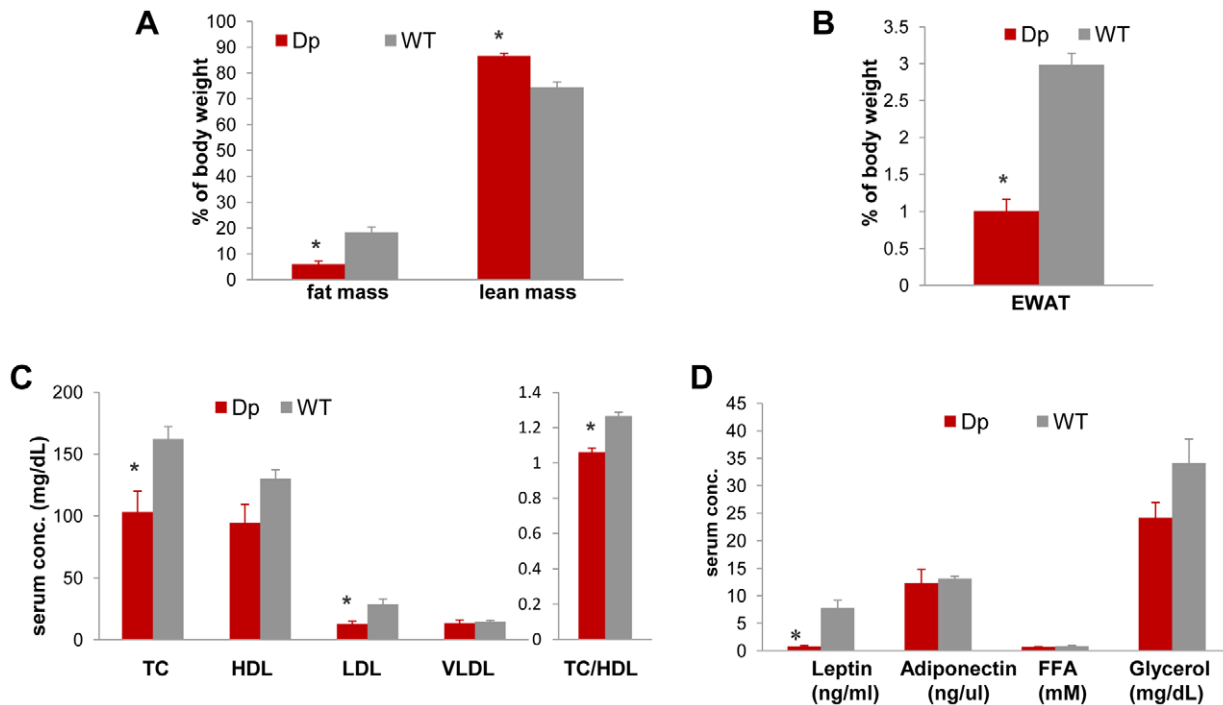 A
% of body weight
100
90
80
70
60
50
40
30
20
10
0
Dp WT
*
*
fat mass lean mass
B
% of body weight
3.5
3
2.5
2
1.5
1
0.5
0
Dp WT
*
EWAT
C
serum conc. (mg/dL)
200
150
100
50
0
Dp WT
*
*
TC HDL LDL VLDL
1.4
1.2
1
0.8
0.6
0.4
0.2
0
*
TC/HDL
D
serum conc.
45
40
35
30
25
20
15
10
5
0
Dp WT
*
Leptin Adiponectin FFA Glycerol
(ng/ml) (ng/ul) (mM) (mg/dL)